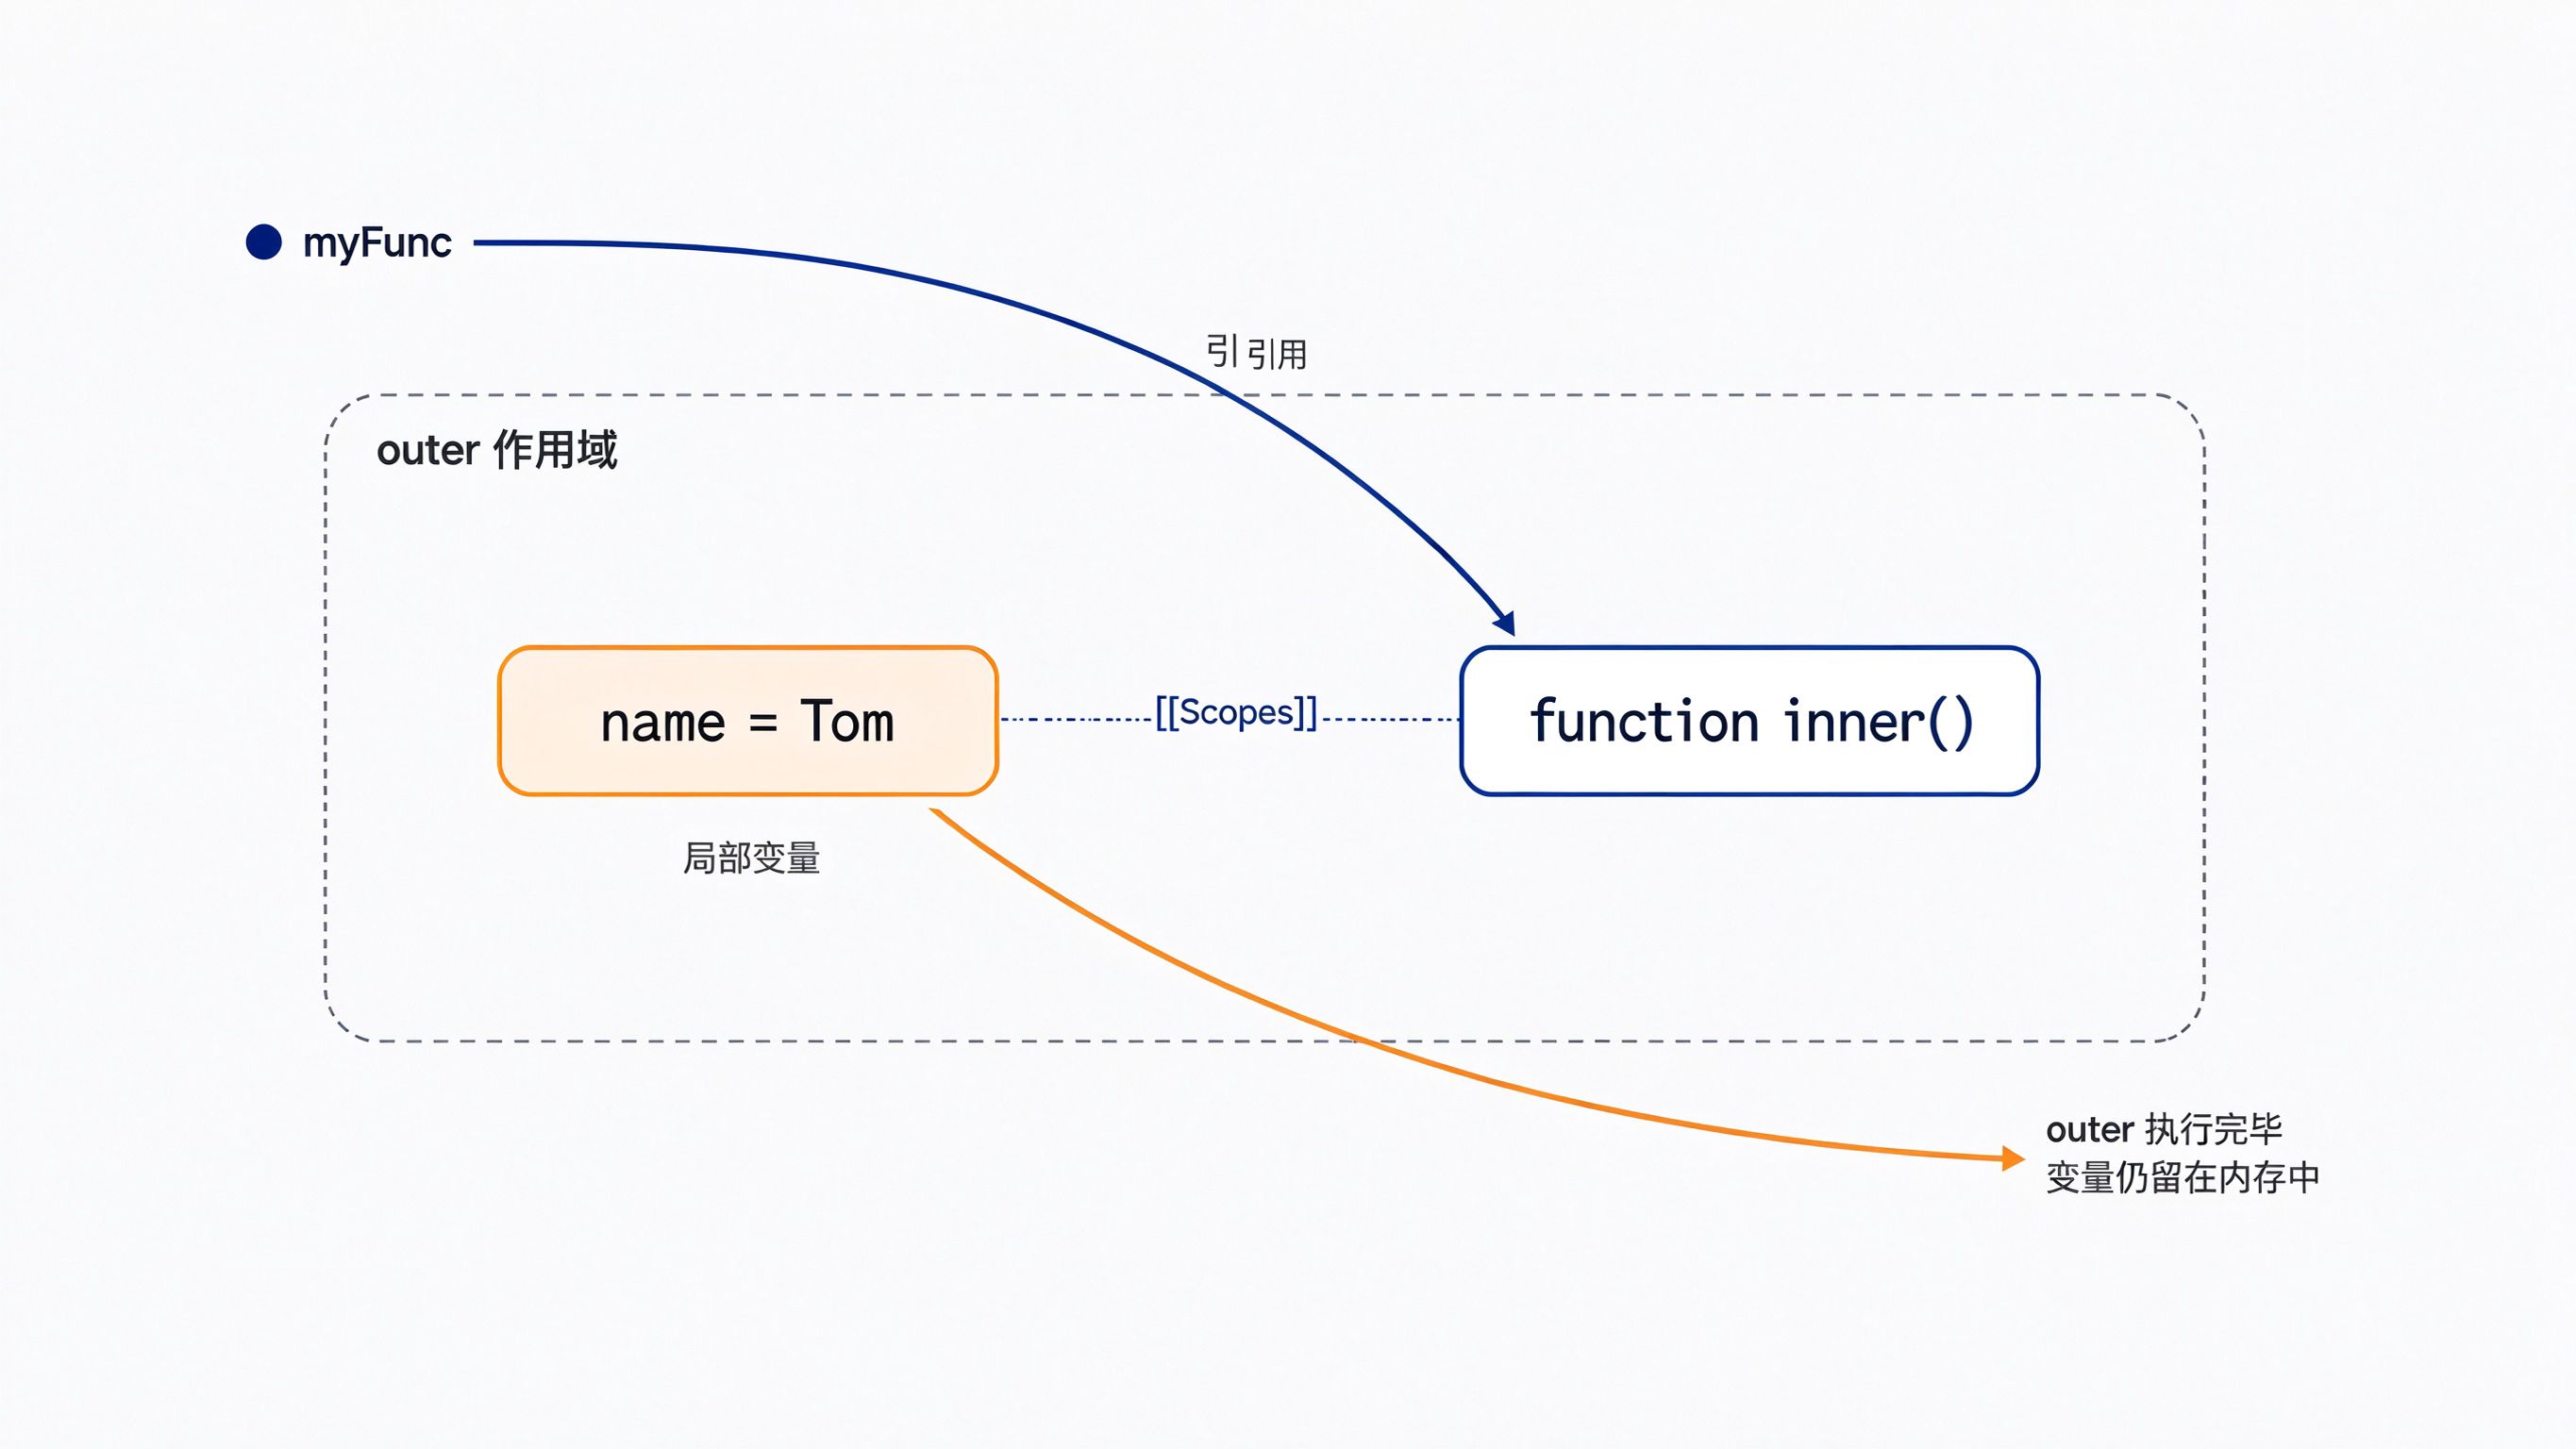 myFunc
引 引用
outer 作用域
name = Tom
[[Scopes]]
function inner()
局部变量
outer 执行完毕
变量仍留在内存中